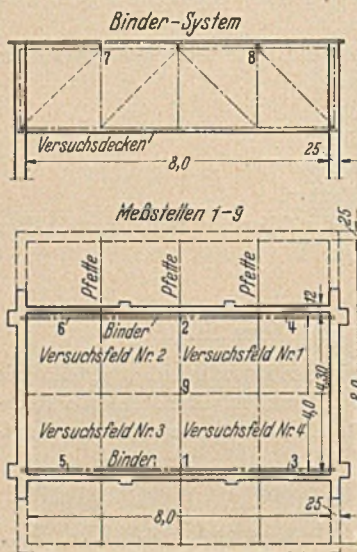 Binder-System
7 8
Versuchsdecken
8,0 25
Meßstellen 1-9
25
Pfette Pfette Pfette
12
6 Binder 2 4
Versuchsfeld Nr. 2 Versuchsfeld Nr. 1
9
4,0 4,30 8,0
Versuchsfeld Nr. 3 Versuchsfeld Nr. 4
5 Binder 1 3
8,0 25